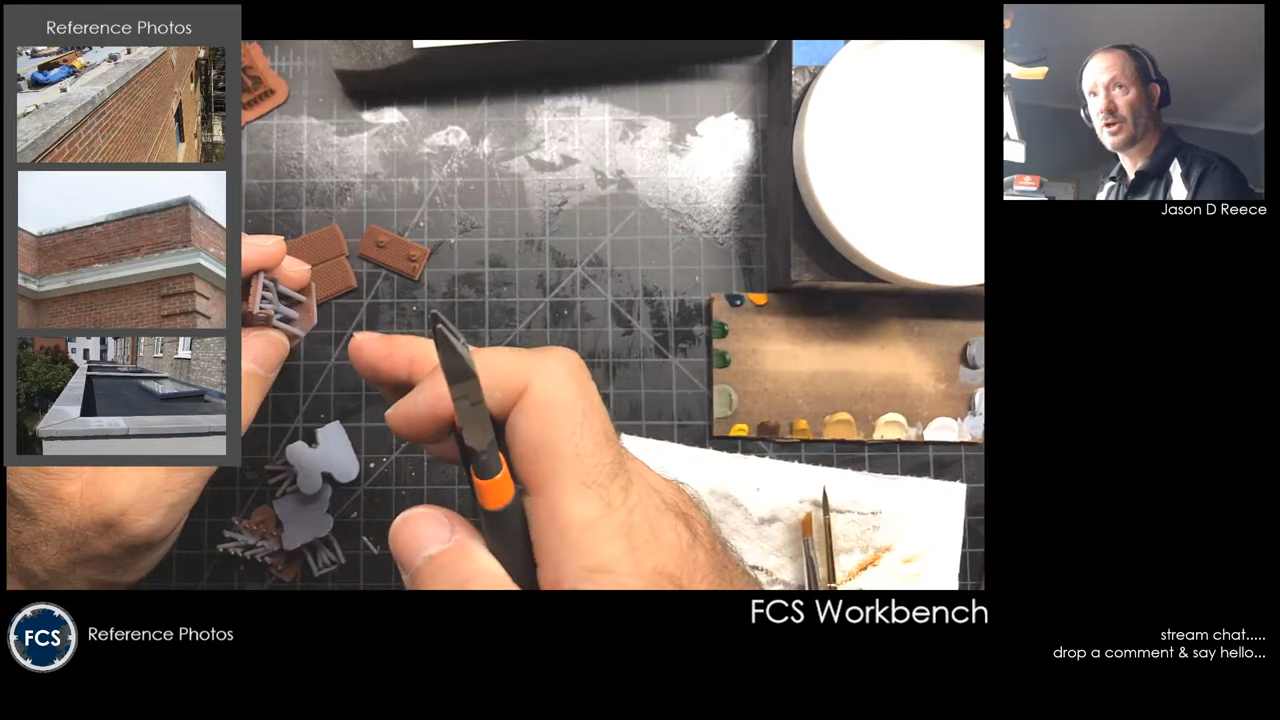 Reference Photos
Jason D Reece
FCS Workbench
FCS
Reference Photos
stream chat.....
drop a comment & say hello...